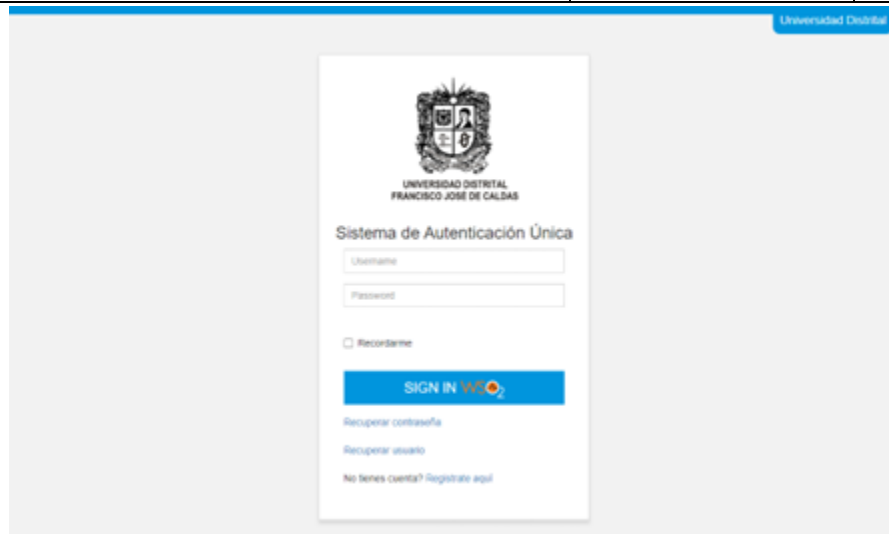 Universidad Distrital
UNIVERSIDAD DISTRITAL
FRANCISCO JOSÉ DE CALDAS
Sistema de Autenticación Única
Username
Password
Recordarme
SIGN IN WSO2
Recuperar contraseña
Recuperar usuario
No tienes cuenta? Registrate aquí